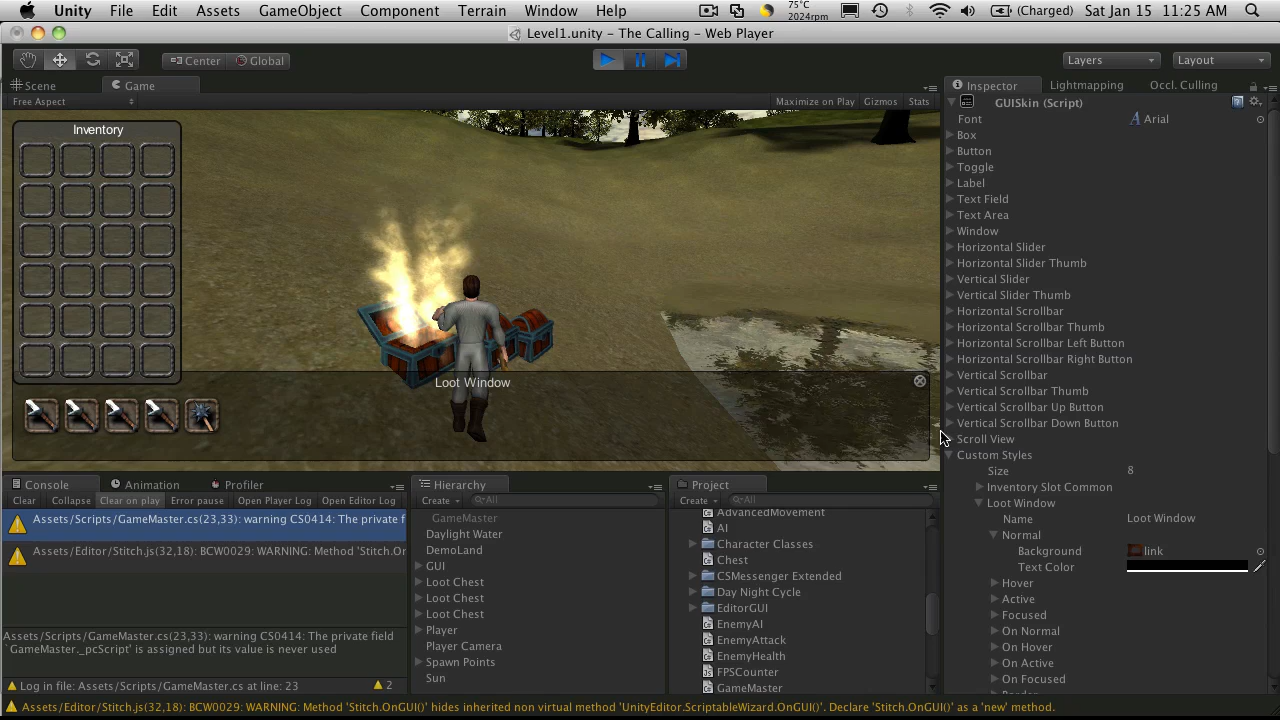 Unity File Edit Assets GameObject Component Terrain Window Help 75°C 2024rpm (Charged) Sat Jan 15 11:25 AM
Level1.unity – The Calling – Web Player
Center Global Layers Layout
Scene Game
Free Aspect Maximize on Play Gizmos Stats
Inventory
Loot Window
Console Animation Profiler
Clear Collapse Clear on play Error pause Open Player Log Open Editor Log
Assets/Scripts/GameMaster.cs(23,33): warning CS0414: The private f
Assets/Editor/Stitch.js(32,18): BCW0029: WARNING: Method 'Stitch.Or
Assets/Scripts/GameMaster.cs(23,33): warning CS0414: The private field
`GameMaster._pcScript' is assigned but its value is never used
Log in file: Assets/Scripts/GameMaster.cs at line: 23 2
Hierarchy
Create All
GameMaster
Daylight Water
DemoLand
GUI
Loot Chest
Loot Chest
Loot Chest
Player
Player Camera
Spawn Points
Sun
Project
Create All
AdvancedMovement
AI
Character Classes
Chest
CSMessenger Extended
Day Night Cycle
EditorGUI
EnemyAI
EnemyAttack
EnemyHealth
FPSCounter
GameMaster
Inspector Lightmapping Occl. Culling
GUISkin (Script)
Font Arial
Box
Button
Toggle
Label
Text Field
Text Area
Window
Horizontal Slider
Horizontal Slider Thumb
Vertical Slider
Vertical Slider Thumb
Horizontal Scrollbar
Horizontal Scrollbar Thumb
Horizontal Scrollbar Left Button
Horizontal Scrollbar Right Button
Vertical Scrollbar
Vertical Scrollbar Thumb
Vertical Scrollbar Up Button
Vertical Scrollbar Down Button
Scroll View
Custom Styles
Size 8
Inventory Slot Common
Loot Window
Name Loot Window
Normal
Background link
Text Color
Hover
Active
Focused
On Normal
On Hover
On Active
On Focused
Assets/Editor/Stitch.js(32,18): BCW0029: WARNING: Method 'Stitch.OnGUI()' hides inherited non virtual method 'UnityEditor.ScriptableWizard.OnGUI()'. Declare 'Stitch.OnGUI()' as a 'new' method.